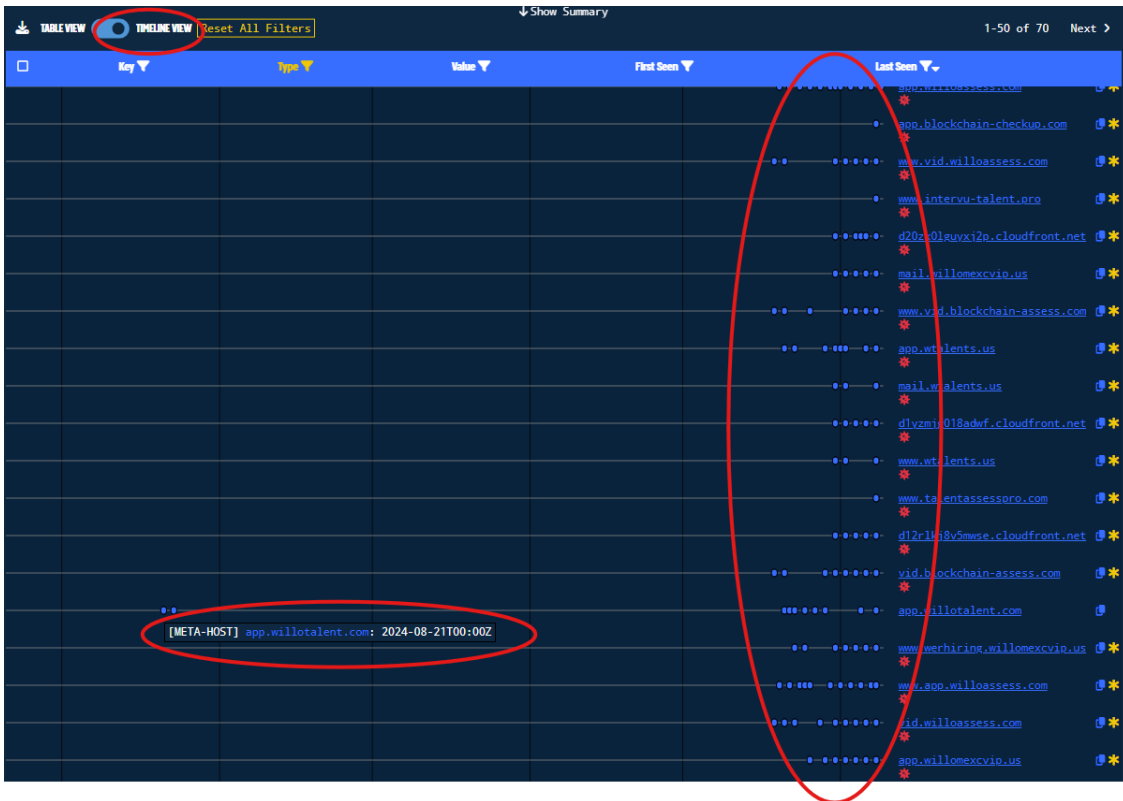 ↓Show Summary
TABLE VIEW TIMELINE VIEW Reset All Filters 1-50 of 70 Next >
Key Type Value First Seen Last Seen
app.willoassess.com
app.blockchain-checkup.com
www.vid.willoassess.com
www.intervu-talent.pro
mail.willomexcvip.us
www.vid.blockchain-assess.com
app.wtalents.us
mail.wtalents.us
www.wtalents.us
www.talentassesspro.com
vid.blockchain-assess.com
app.willotalent.com
[META-HOST] app.willotalent.com: 2024-08-21T00:00Z
www.werhiring.willomexcvip.us
www.app.willoassess.com
vid.willoassess.com
app.willomexcvip.us